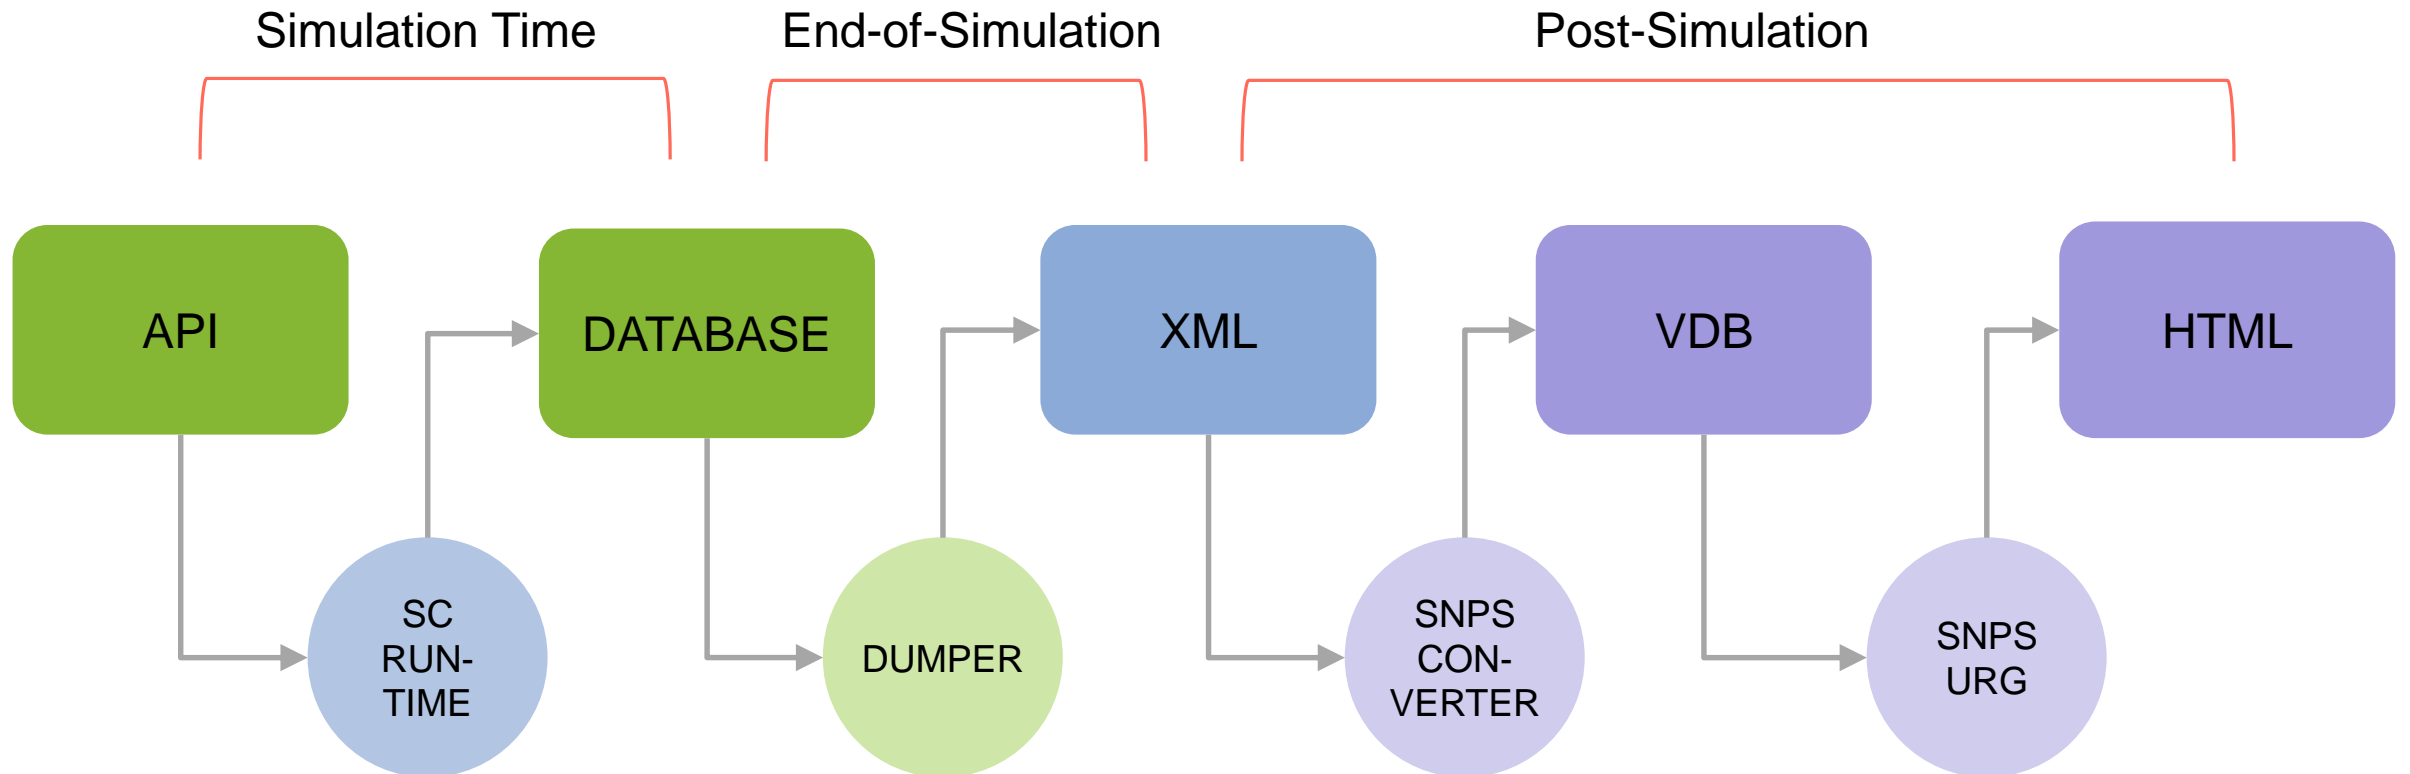 Simulation Time
End-of-Simulation
Post-Simulation
API
DATABASE
XML
VDB
HTML
SC
RUN-
TIME
DUMPER
SNPS
CON-
VERTER
SNPS
URG